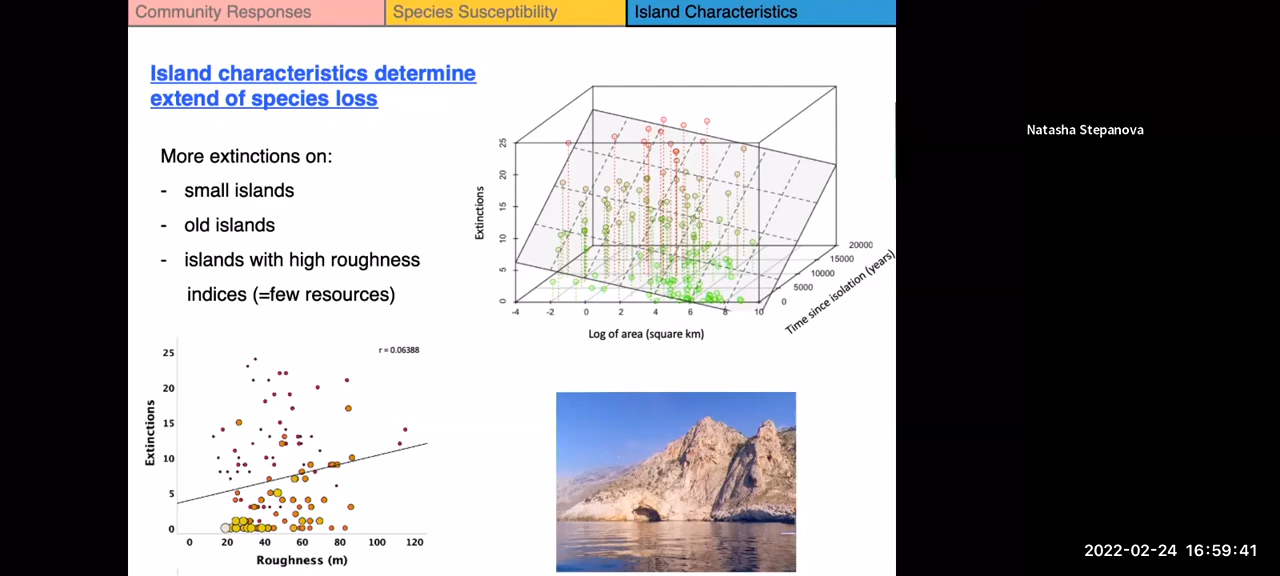 Community Responses
Species Susceptibility
Island Characteristics
Island characteristics determine
extend of species loss
More extinctions on:
- small islands
- old islands
- islands with high roughness
indices (=few resources)
Natasha Stepanova
Extinctions
25
20
15
10
5
0
-4
-2
0
2
4
6
8
10
Log of area (square km)
0
5000
10000
15000
20000
Time since isolation (years)
r = 0.06388
Extinctions
25
20
15
10
5
0
0
20
40
60
80
100
120
Roughness (m)
2022-02-24 16:59:41